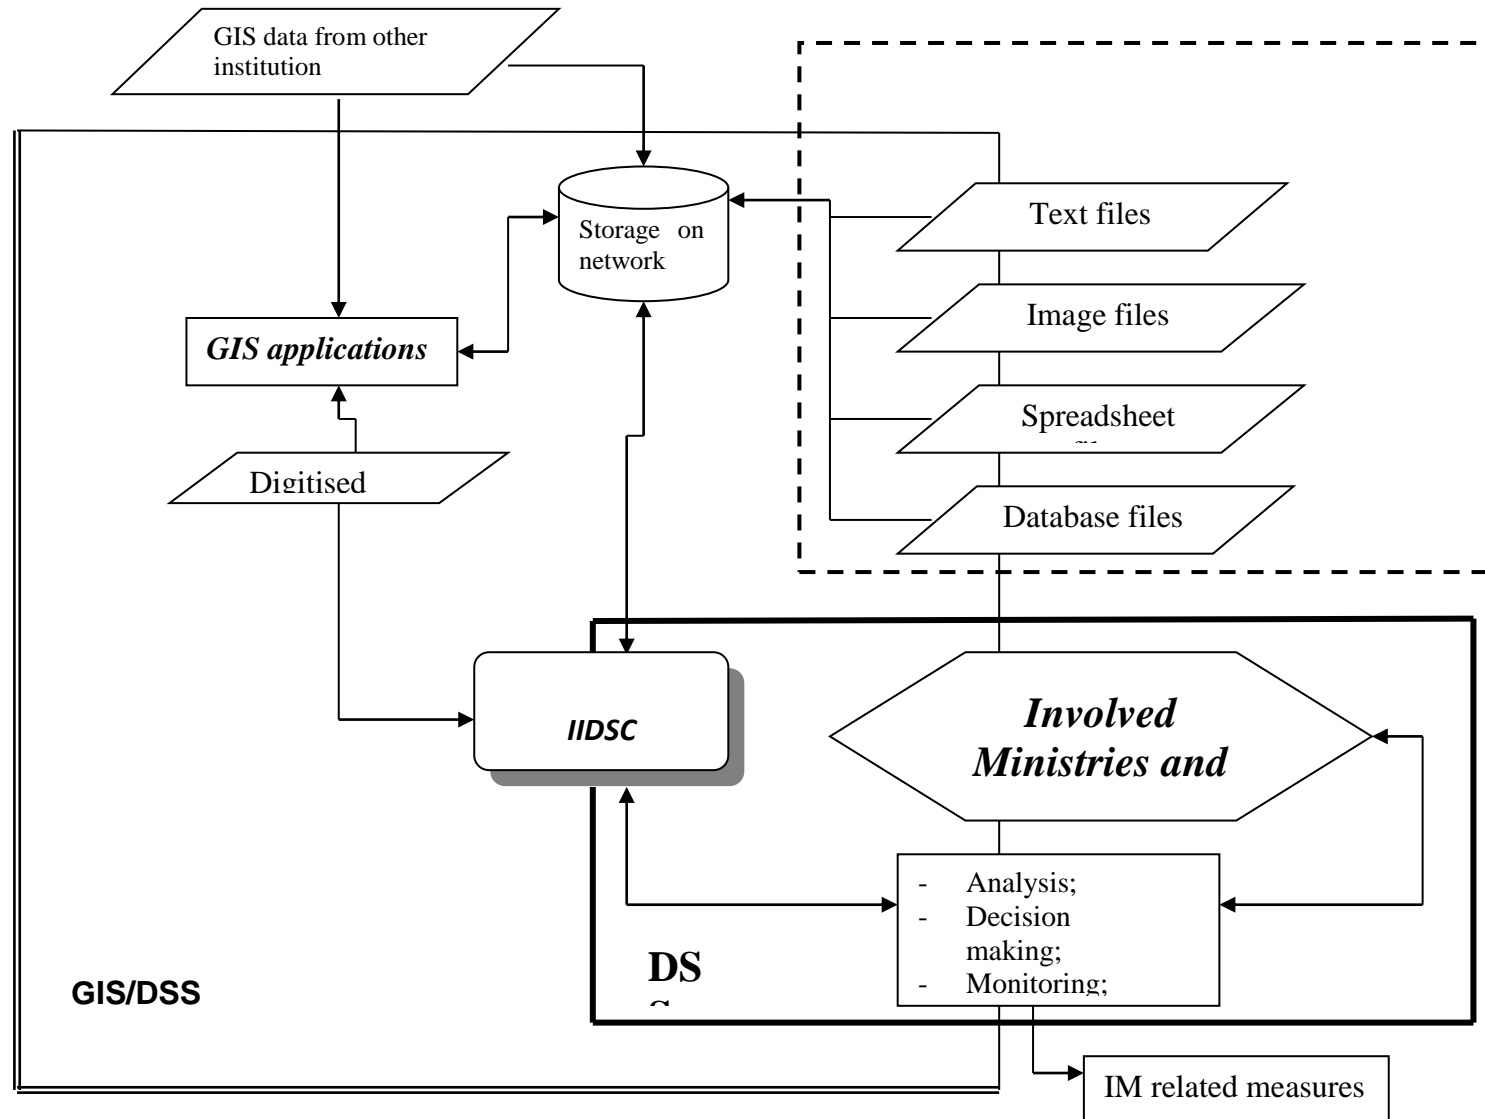 GIS data from other
institution
Storage on
network
Text files
Image files
GIS applications
Spreadsheet
Digitised
Database files
IIDSC
Involved
Ministries and
- Analysis;
- Decision
making;
- Monitoring;
DS
GIS/DSS
IM related measures